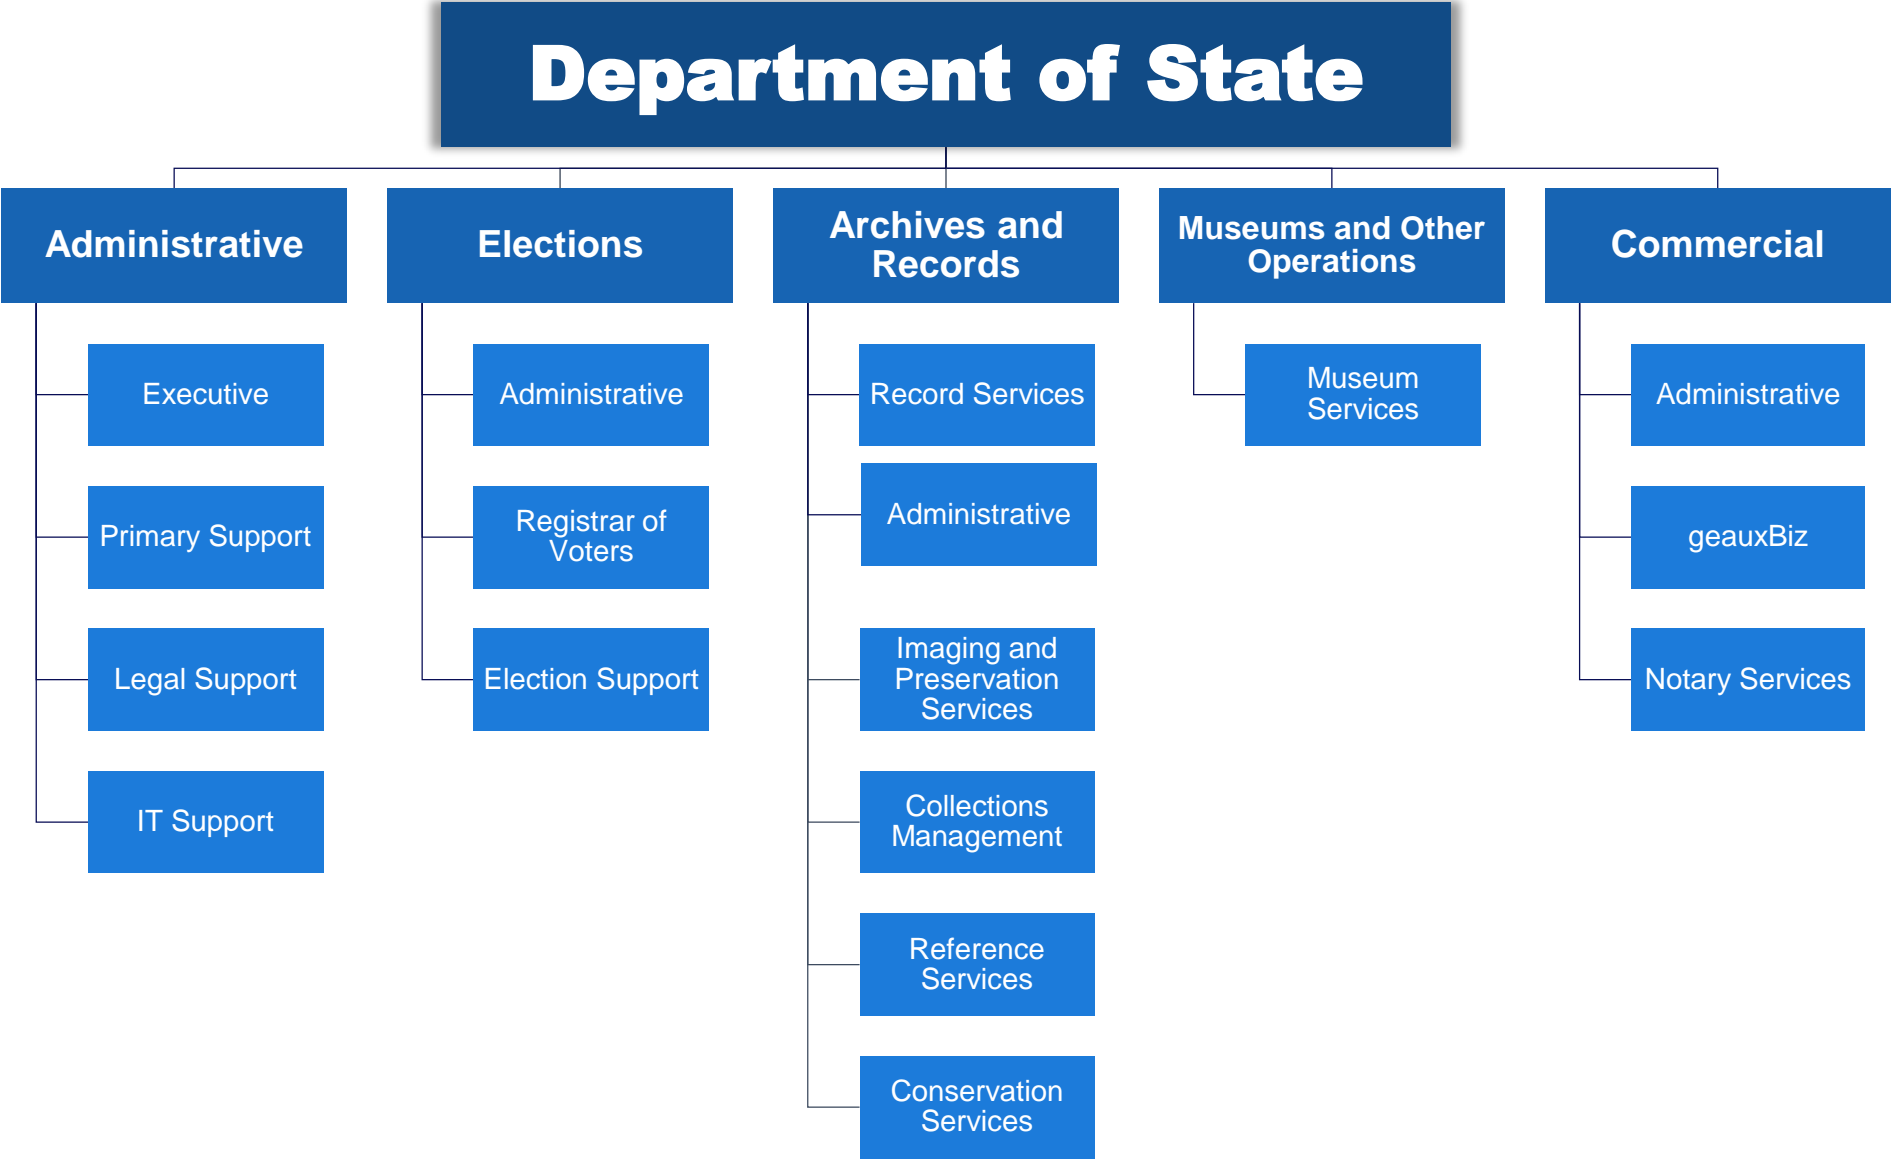 Department of State
Administrative
Executive
Primary Support
Legal Support
IT Support
Elections
Administrative
Registrar of
Voters
Election Support
Archives and
Records
Record Services
Administrative
Imaging and
Preservation
Services
Collections
Management
Reference
Services
Conservation
Services
Museums and Other
Operations
Museum
Services
Commercial
Administrative
geauxBiz
Notary Services